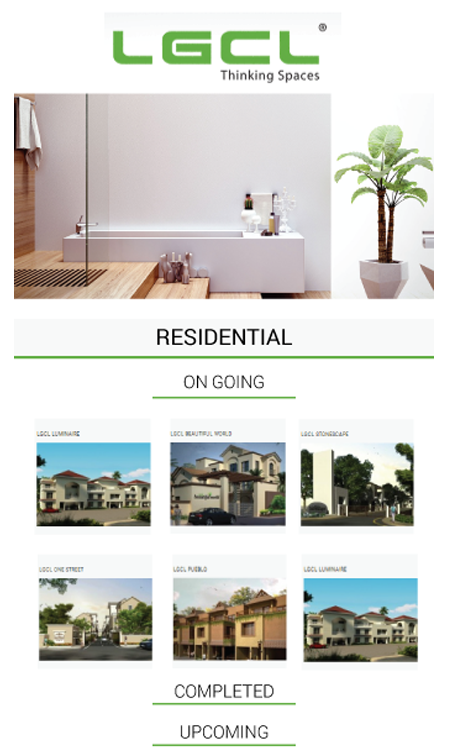 LGCL®
Thinking Spaces
RESIDENTIAL
ON GOING
LGCL LUMINAIRE
LGCL BEAUTIFUL WORLD
LGCL STONESCAPE
LGCL ONE STREET
LGCL PUEBLO
LGCL LUMINAIRE
COMPLETED
UPCOMING